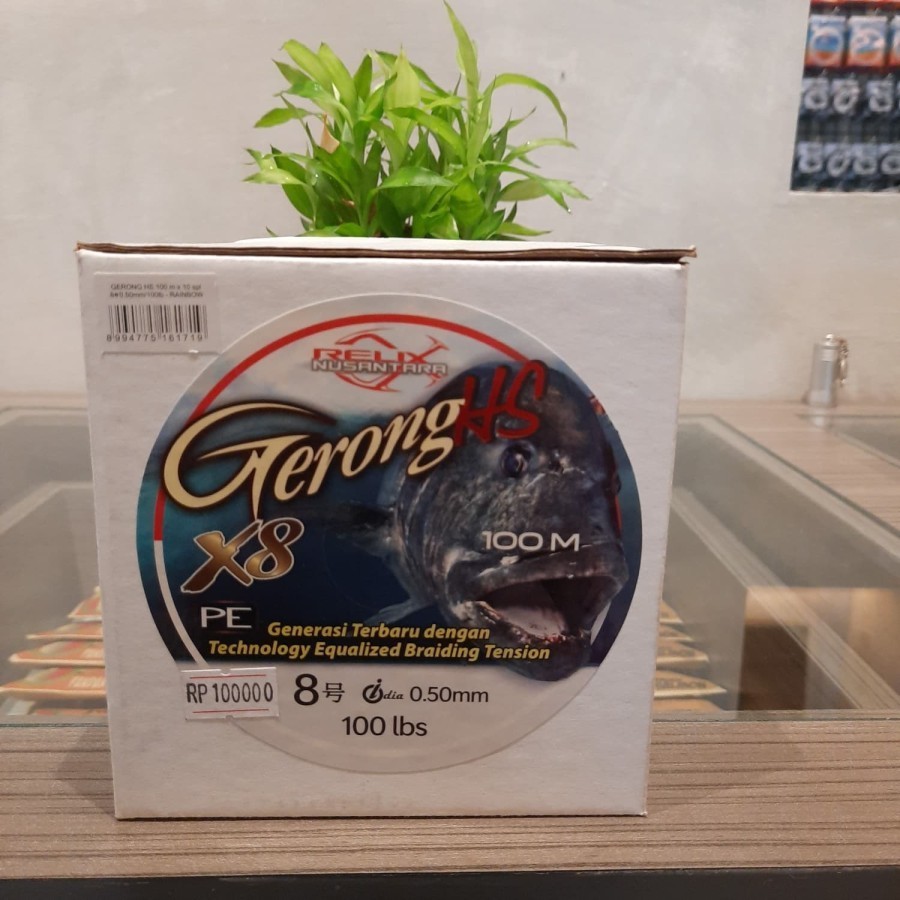 GERONG HS 100 m x 10 spl
8#0.50mm/100lb - RAINBOW
8994775161719
RELIX
NUSANTARA
Gerong HS
X8
100 M
PE
Generasi Terbaru dengan
Technology Equalized Braiding Tension
RP 100000
8号 dia 0.50mm
100 lbs